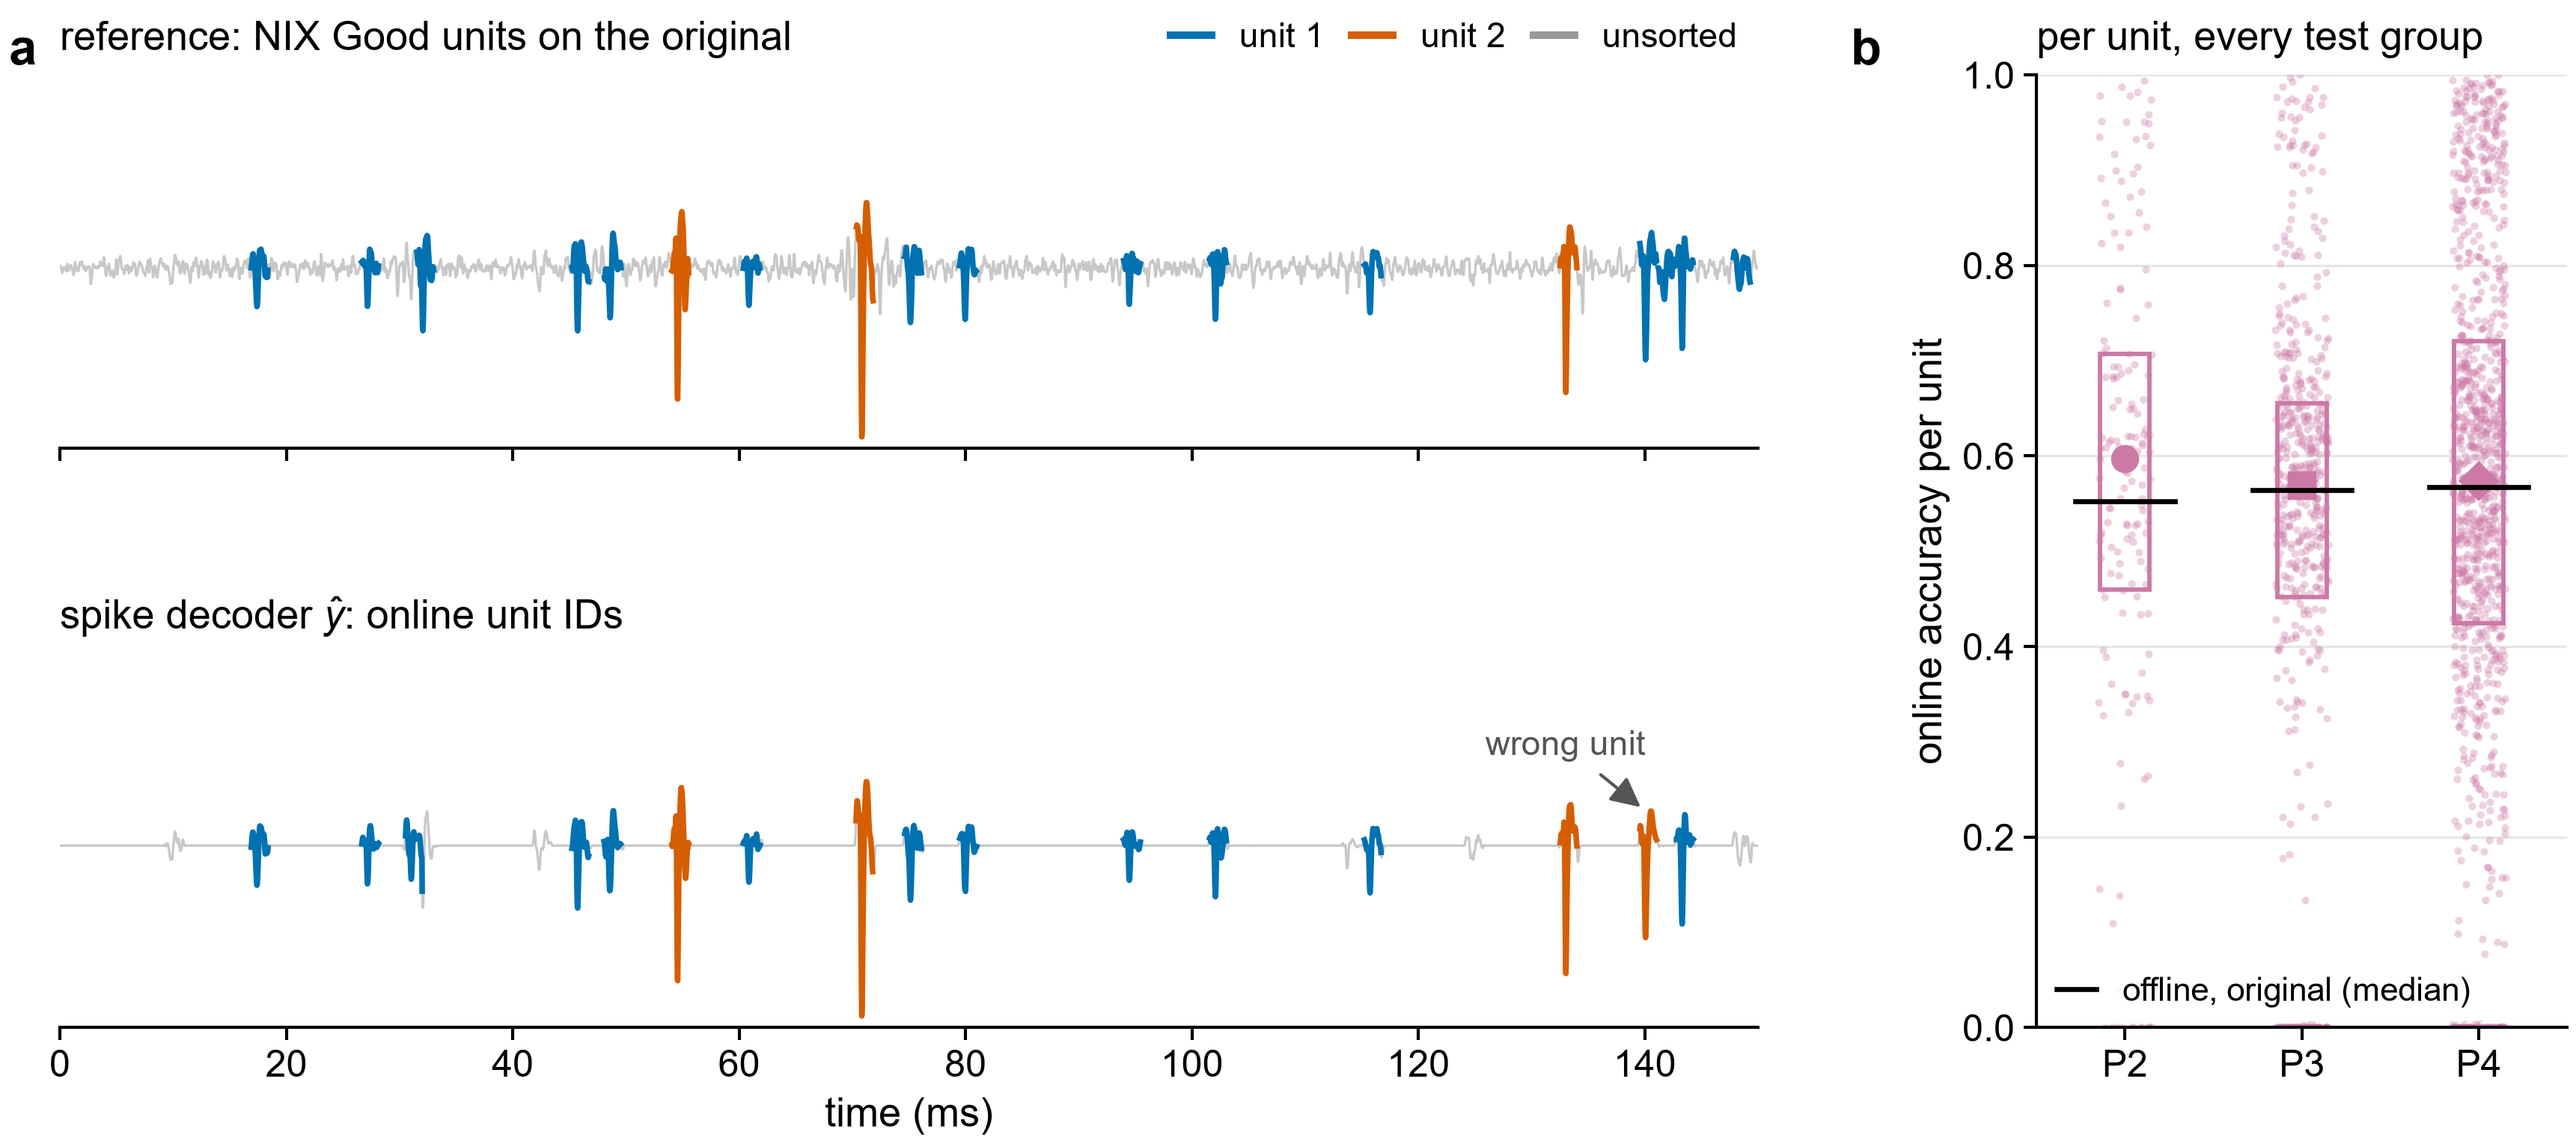 a
reference: NIX Good units on the original
unit 1
unit 2
unsorted
spike decoder ŷ: online unit IDs
wrong unit
0
20
40
60
80
100
120
140
time (ms)
b
per unit, every test group
online accuracy per unit
1.0
0.8
0.6
0.4
0.2
0.0
offline, original (median)
P2
P3
P4